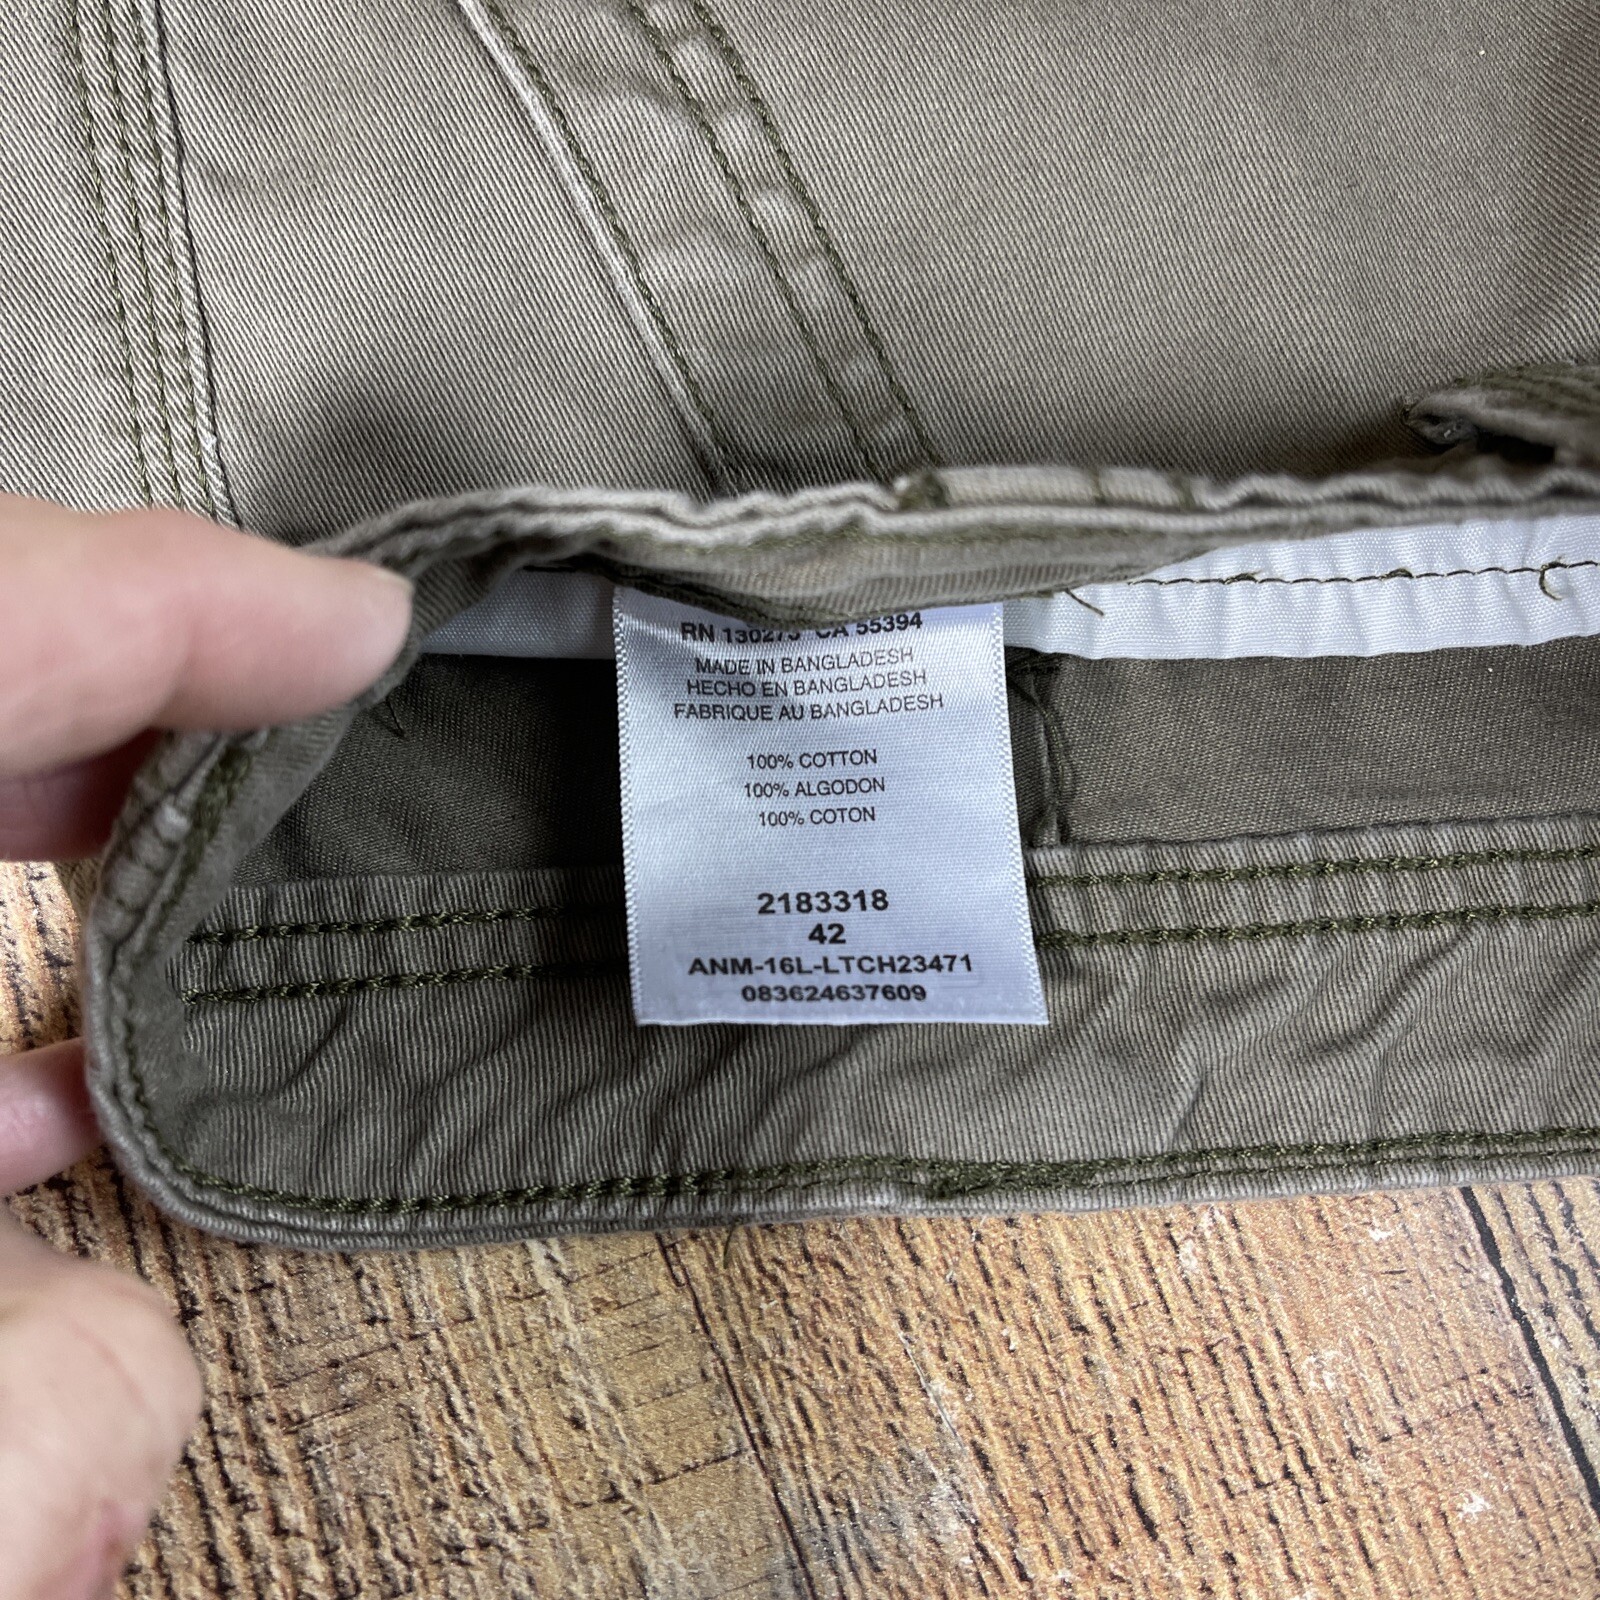 RN 130275 CA 55394
MADE IN BANGLADESH
HECHO EN BANGLADESH
FABRIQUE AU BANGLADESH
100% COTTON
100% ALGODON
100% COTON
2183318
42
ANM-16L-LTCH23471
083624637609